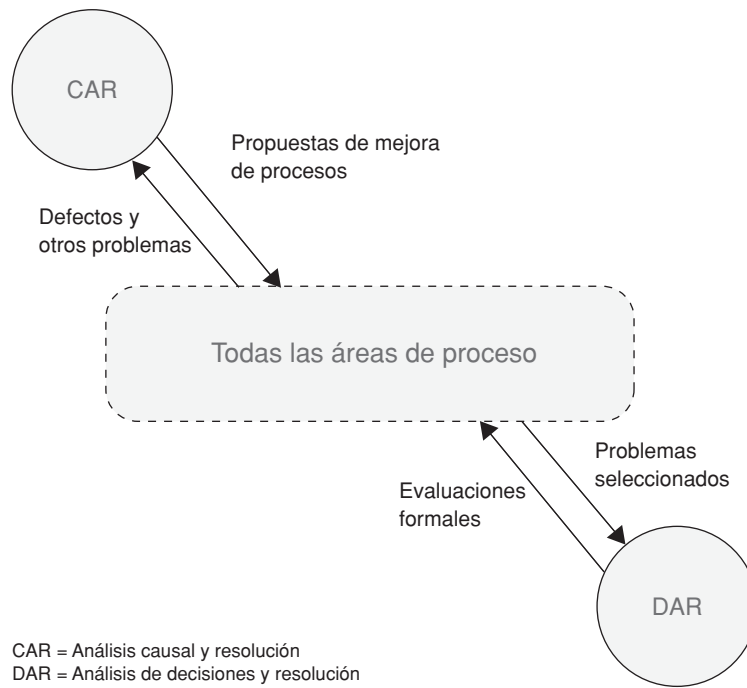 CAR
Propuestas de mejora
de procesos
Defectos y
otros problemas
Todas las áreas de proceso
Problemas
seleccionados
Evaluaciones
formales
DAR
CAR = Análisis causal y resolución
DAR = Análisis de decisiones y resolución